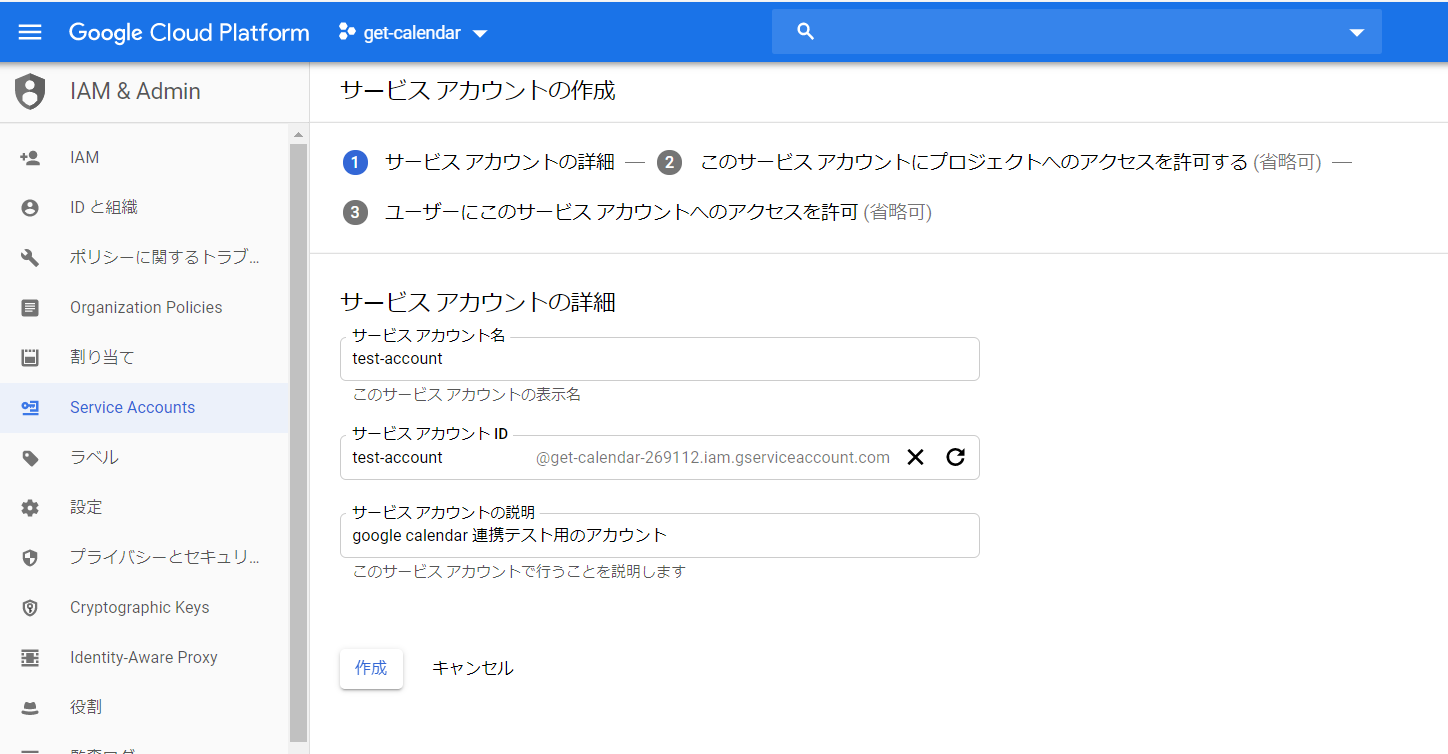 Google Cloud Platform
get-calendar
IAM & Admin
IAM
ID と組織
ポリシーに関するトラブ...
Organization Policies
割り当て
Service Accounts
ラベル
設定
プライバシーとセキュリ...
Cryptographic Keys
Identity-Aware Proxy
役割
サービス アカウントの作成
1 サービス アカウントの詳細 — 2 このサービス アカウントにプロジェクトへのアクセスを許可する (省略可) —
3 ユーザーにこのサービス アカウントへのアクセスを許可 (省略可)
サービス アカウントの詳細
サービス アカウント名
test-account
このサービス アカウントの表示名
サービス アカウント ID
test-account @get-calendar-269112.iam.gserviceaccount.com
サービス アカウントの説明
google calendar 連携テスト用のアカウント
このサービス アカウントで行うことを説明します
作成 キャンセル